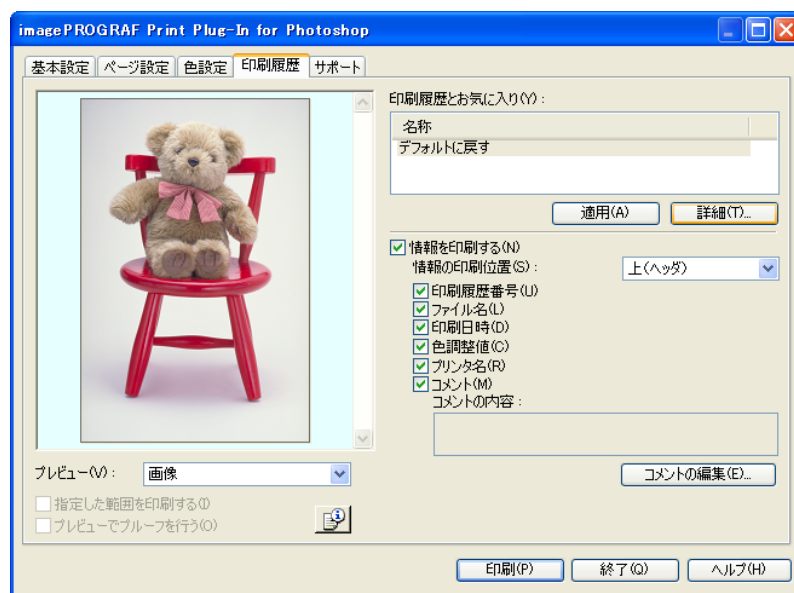 imagePROGRAF Print Plug-In for Photoshop
基本設定 ページ設定 色設定 印刷履歴 サポート
印刷履歴とお気に入り(Y):
名称
デフォルトに戻す
適用(A) 詳細(T)...
情報を印刷する(N)
情報の印刷位置(S): 上(ヘッダ)
印刷履歴番号(U)
ファイル名(L)
印刷日時(D)
色調整値(C)
プリンタ名(R)
コメント(M)
コメントの内容:
コメントの編集(E)...
プレビュー(V): 画像
指定した範囲を印刷する(I)
プレビューでプルーフを行う(O)
印刷(P) 終了(Q) ヘルプ(H)